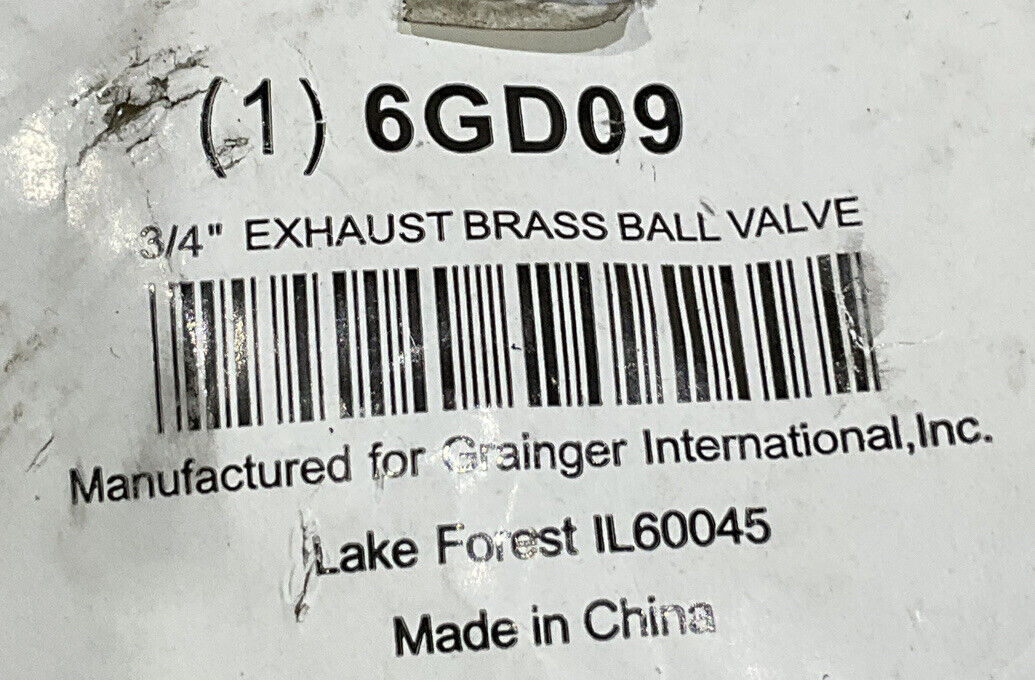 (1) 6GD09
3/4" EXHAUST BRASS BALL VALVE
Manufactured for Grainger International,Inc.
Lake Forest IL60045
Made in China